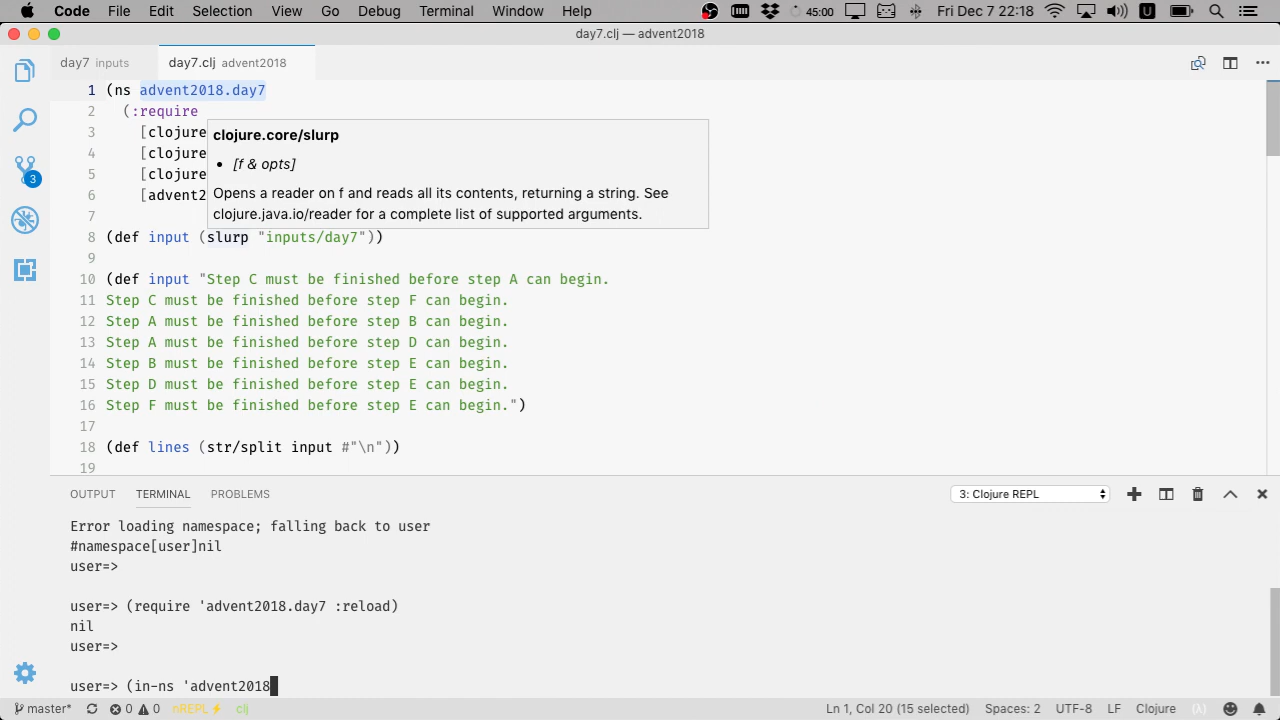 Code File Edit Selection View Go Debug Terminal Window Help 45:00 U Fri Dec 7 22:18
day7.clj — advent2018
day7 inputs day7.clj advent2018
1 (ns advent2018.day7
2 (:require
3 [clojure
4 [clojure
5 [clojure
6 [advent2
7
clojure.core/slurp
• [f & opts]
Opens a reader on f and reads all its contents, returning a string. See
clojure.java.io/reader for a complete list of supported arguments.
8 (def input (slurp "inputs/day7"))
9
10 (def input "Step C must be finished before step A can begin.
11 Step C must be finished before step F can begin.
12 Step A must be finished before step B can begin.
13 Step A must be finished before step D can begin.
14 Step B must be finished before step E can begin.
15 Step D must be finished before step E can begin.
16 Step F must be finished before step E can begin.")
17
18 (def lines (str/split input #"\n"))
19
3
OUTPUT TERMINAL PROBLEMS 3: Clojure REPL
Error loading namespace; falling back to user
#namespace[user]nil
user=>
user=> (require 'advent2018.day7 :reload)
nil
user=>
user=> (in-ns 'advent2018
master* 0 0 nREPL⚡ clj Ln 1, Col 20 (15 selected) Spaces: 2 UTF-8 LF Clojure (λ)